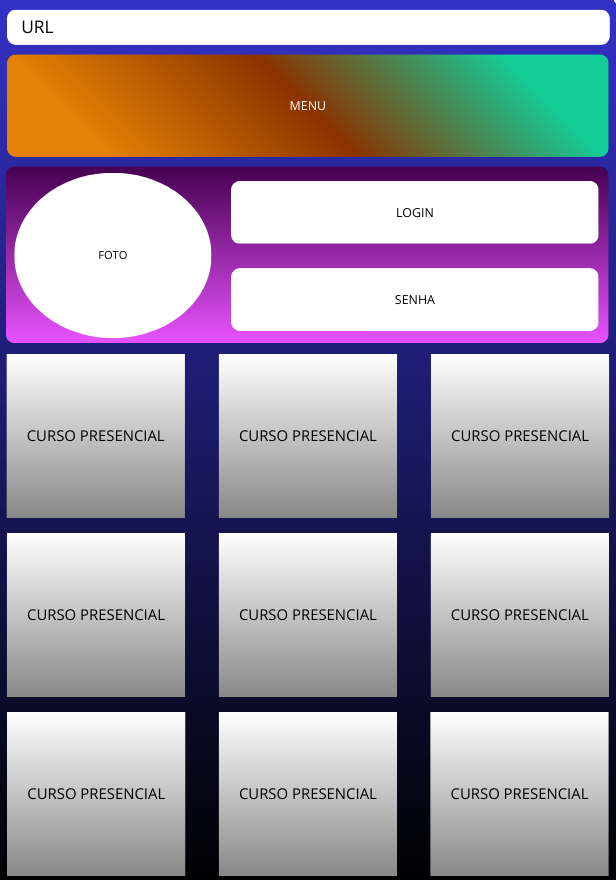 URL
MENU
FOTO
LOGIN
SENHA
CURSO PRESENCIAL
CURSO PRESENCIAL
CURSO PRESENCIAL
CURSO PRESENCIAL
CURSO PRESENCIAL
CURSO PRESENCIAL
CURSO PRESENCIAL
CURSO PRESENCIAL
CURSO PRESENCIAL